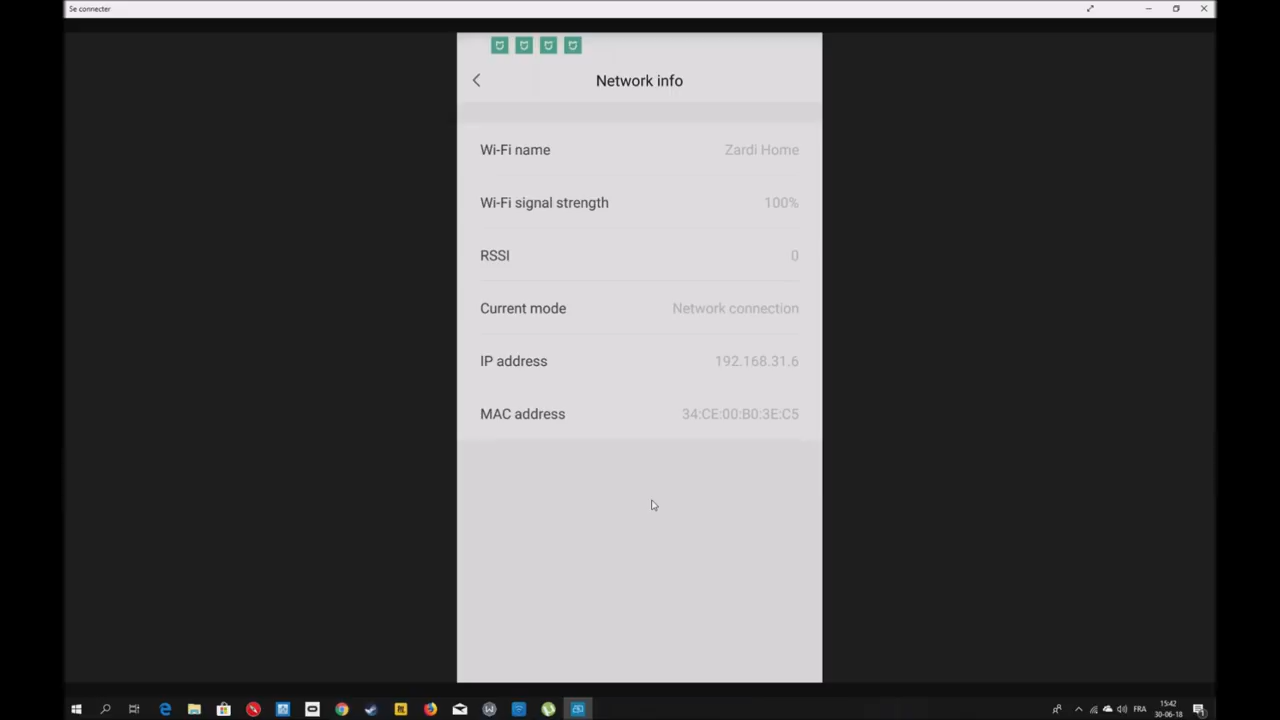 Se connecter
Network info
Wi-Fi name Zardi Home
Wi-Fi signal strength 100%
RSSI 0
Current mode Network connection
IP address 192.168.31.6
MAC address 34:CE:00:B0:3E:C5
FRA
15:42
30-06-18